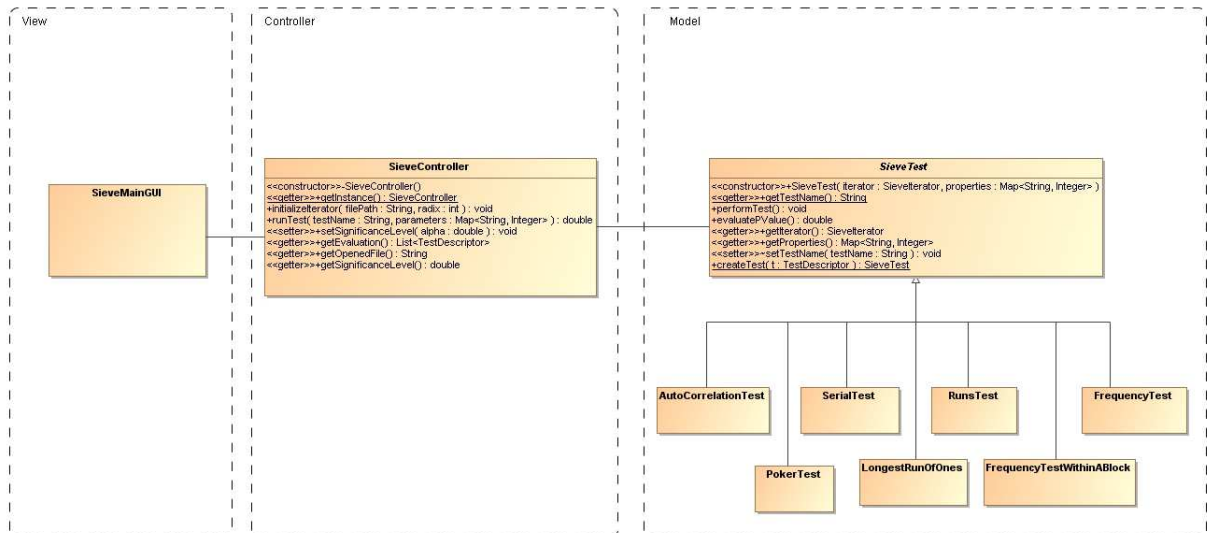 View
Controller
Model
SieveMainGUI
SieveController
<<constructor>>-SieveController()
<<getter>>+getInstance() : SieveController
+initializeIterator( filePath : String, radix : int ) : void
+runTest( testName : String, parameters : Map<String, Integer> ) : double
<<setter>>+setSignificanceLevel( alpha : double ) : void
<<getter>>+getEvaluation() : List<TestDescriptor>
<<getter>>+getOpenedFile() : String
<<getter>>+getSignificanceLevel() : double
SieveTest
<<constructor>>+SieveTest( iterator : SieveIterator, properties : Map<String, Integer> )
<<getter>>+getTestName() : String
+performTest() : void
+evaluatePValue() : double
<<getter>>+getIterator() : SieveIterator
<<getter>>+getProperties() : Map<String, Integer>
<<setter>>~setTestName( testName : String ) : void
+createTest( t : TestDescriptor ) : SieveTest
AutoCorrelationTest
SerialTest
RunsTest
FrequencyTest
PokerTest
LongestRunOfOnes
FrequencyTestWithinABlock